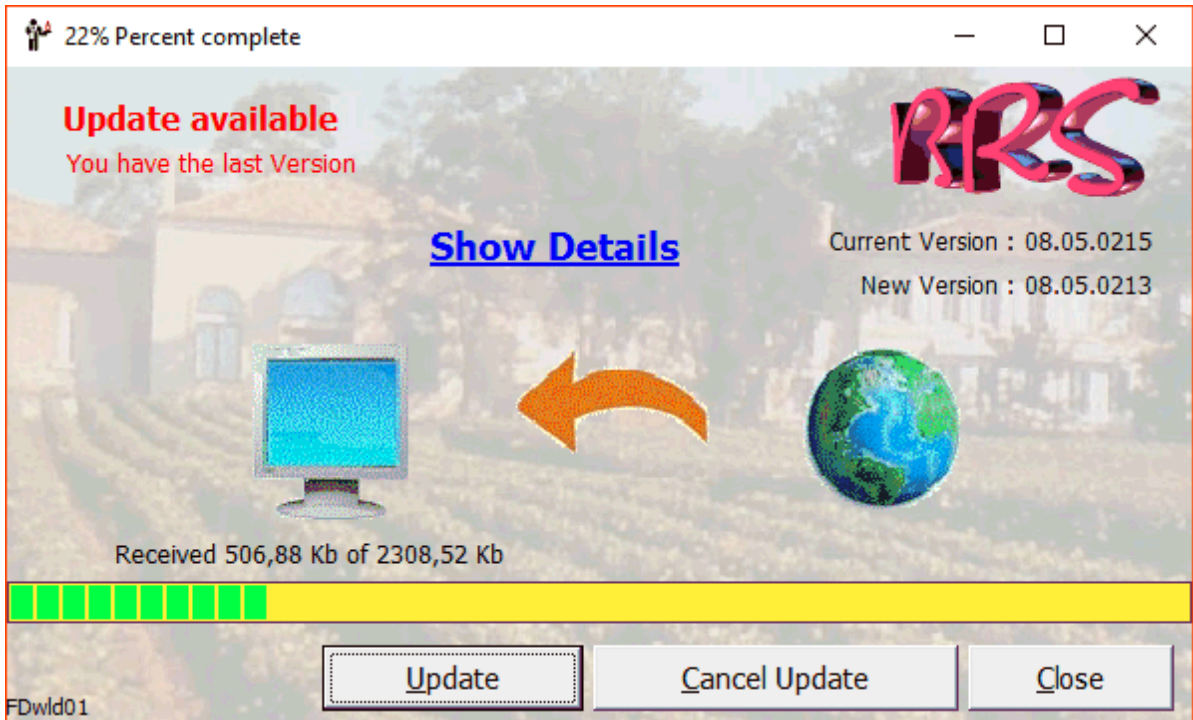 22% Percent complete
Update available
You have the last Version
RRS
Show Details
Current Version : 08.05.0215
New Version : 08.05.0213
Received 506,88 Kb of 2308,52 Kb
Update
Cancel Update
Close
FDwld01